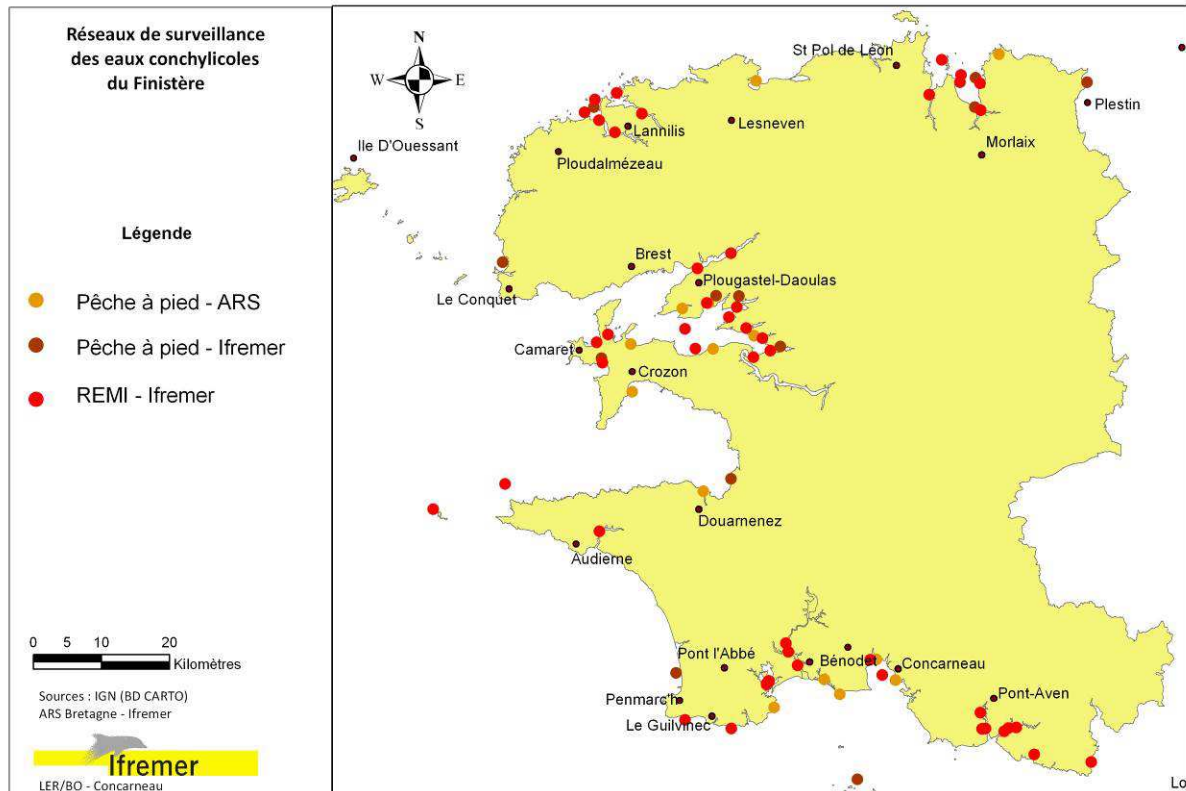 Réseaux de surveillance
des eaux conchylicoles
du Finistère
Légende
Pêche à pied - ARS
Pêche à pied - Ifremer
REMI - Ifremer
0 5 10 20
Kilomètres
Sources : IGN (BD CARTO)
ARS Bretagne - Ifremer
Ifremer
LER/BO - Concarneau
N
W E
S
St Pol de Léon
Plestin
Lannilis
Lesneven
Morlaix
Ile D'Ouessant
Ploudalmézeau
Brest
Plougastel-Daoulas
Le Conquet
Camaret
Crozon
Douarnenez
Audierne
Pont l'Abbé
Bénodet
Concarneau
Penmarc'h
Pont-Aven
Le Guilvinec
Lo